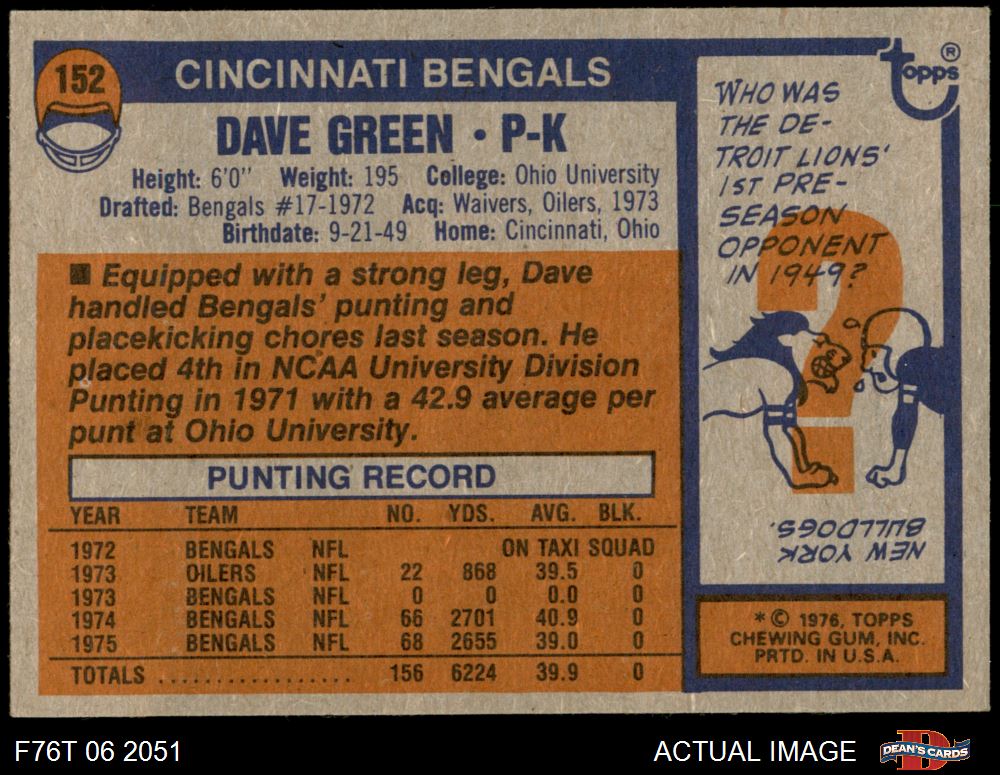 152
CINCINNATI BENGALS
DAVE GREEN • P-K
Height: 6'0" Weight: 195 College: Ohio University
Drafted: Bengals #17-1972 Acq: Waivers, Oilers, 1973
Birthdate: 9-21-49 Home: Cincinnati, Ohio
■ Equipped with a strong leg, Dave
handled Bengals' punting and
placekicking chores last season. He
placed 4th in NCAA University Division
Punting in 1971 with a 42.9 average per
punt at Ohio University.
PUNTING RECORD
YEAR TEAM NO. YDS. AVG. BLK.
1972 BENGALS NFL ON TAXI SQUAD
1973 OILERS NFL 22 868 39.5 0
1973 BENGALS NFL 0 0 0.0 0
1974 BENGALS NFL 66 2701 40.9 0
1975 BENGALS NFL 68 2655 39.0 0
TOTALS .................. 156 6224 39.9 0
topps®
WHO WAS
THE DE-
TROIT LIONS'
1ST PRE-
SEASON
OPPONENT
IN 1949?
?
NEW YORK
BULLDOGS.
* © 1976, TOPPS
CHEWING GUM, INC.
PRTD. IN U.S.A.
F76T 06 2051
ACTUAL IMAGE
D
DEAN'S CARDS